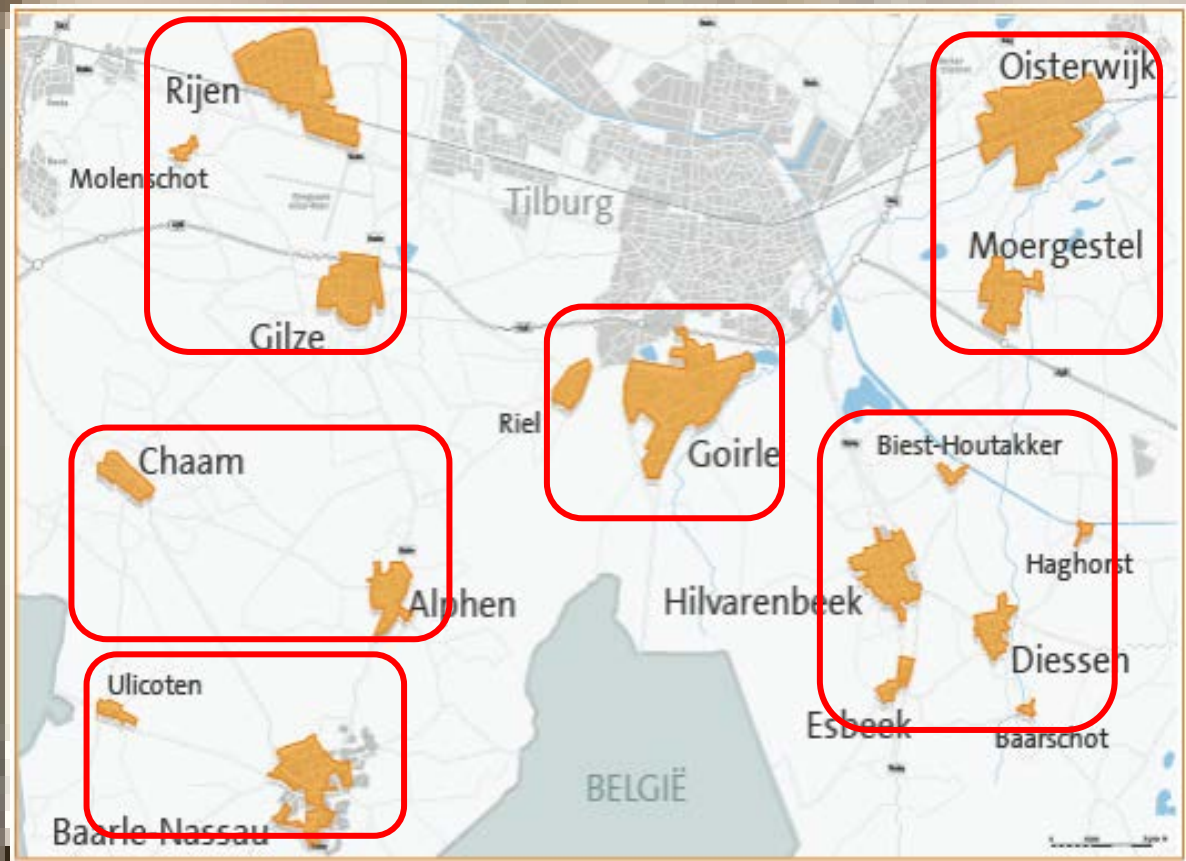 Oisterwijk
Rijen
Molenschot
Tilburg
Moergestel
Gilze
Riel
Goirle
Biest-Houtakker
Chaam
Haghorst
Alphen
Hilvarenbeek
Diessen
Ulicoten
Esbeek
Baarschot
BELGIË
Baarle-Nassau